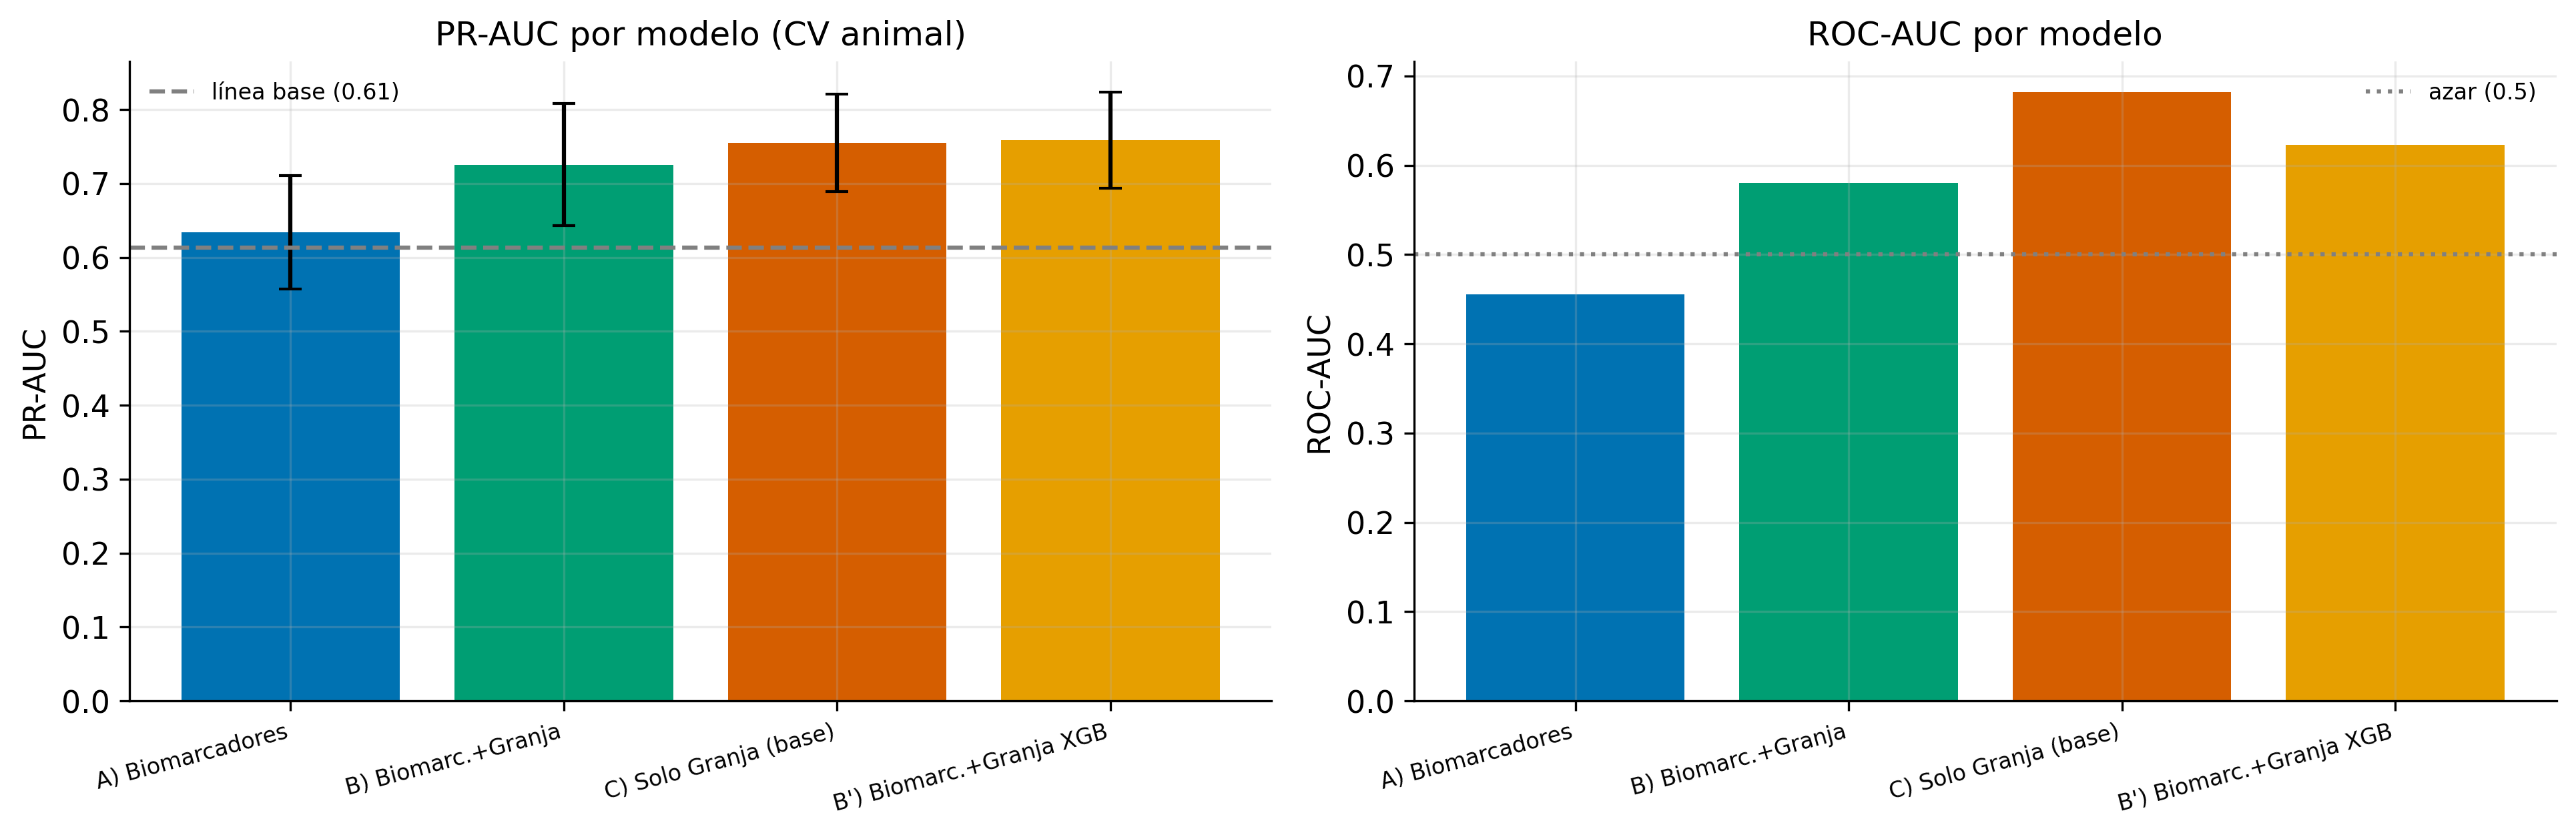 PR-AUC por modelo (CV animal)
línea base (0.61)
PR-AUC
0.8
0.7
0.6
0.5
0.4
0.3
0.2
0.1
0.0
A) Biomarcadores
B) Biomarc.+Granja
C) Solo Granja (base)
B') Biomarc.+Granja XGB
ROC-AUC por modelo
azar (0.5)
ROC-AUC
0.7
0.6
0.5
0.4
0.3
0.2
0.1
0.0
A) Biomarcadores
B) Biomarc.+Granja
C) Solo Granja (base)
B') Biomarc.+Granja XGB